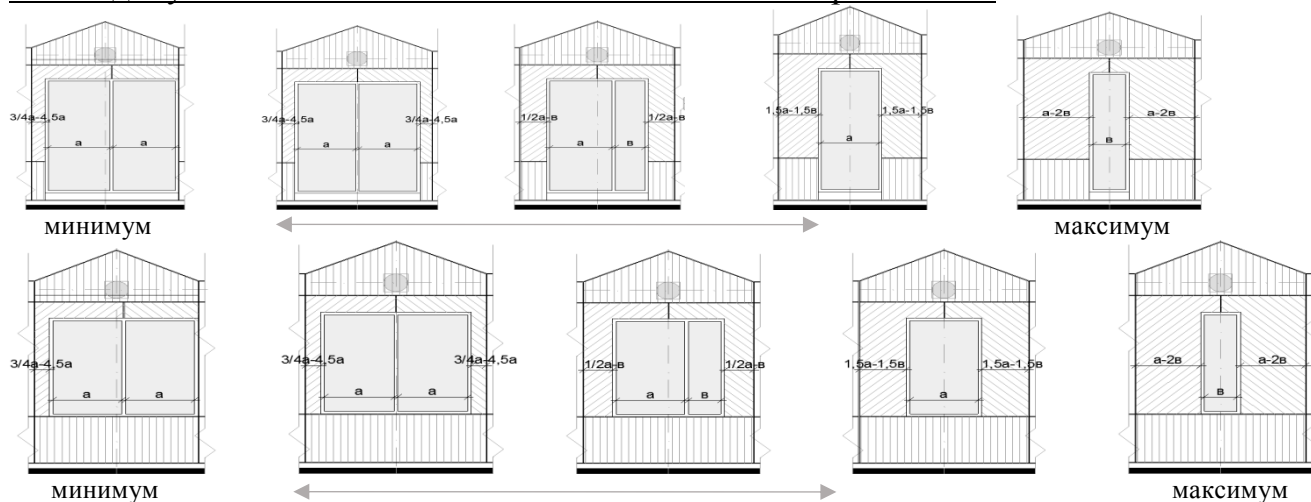 3/4а-4,5а
3/4а-4,5а 3/4а-4,5а
1/2а-в 1/2а-в
1,5а-1,5в 1,5а-1,5в
а-2в а-2в
а а
а а
а в
а
в
минимум максимум
3/4а-4,5а
3/4а-4,5а 3/4а-4,5а
1/2а-в 1/2а-в
1,5а-1,5в 1,5а-1,5в
а-2в а-2в
а а
а а
а в
а
в
минимум максимум